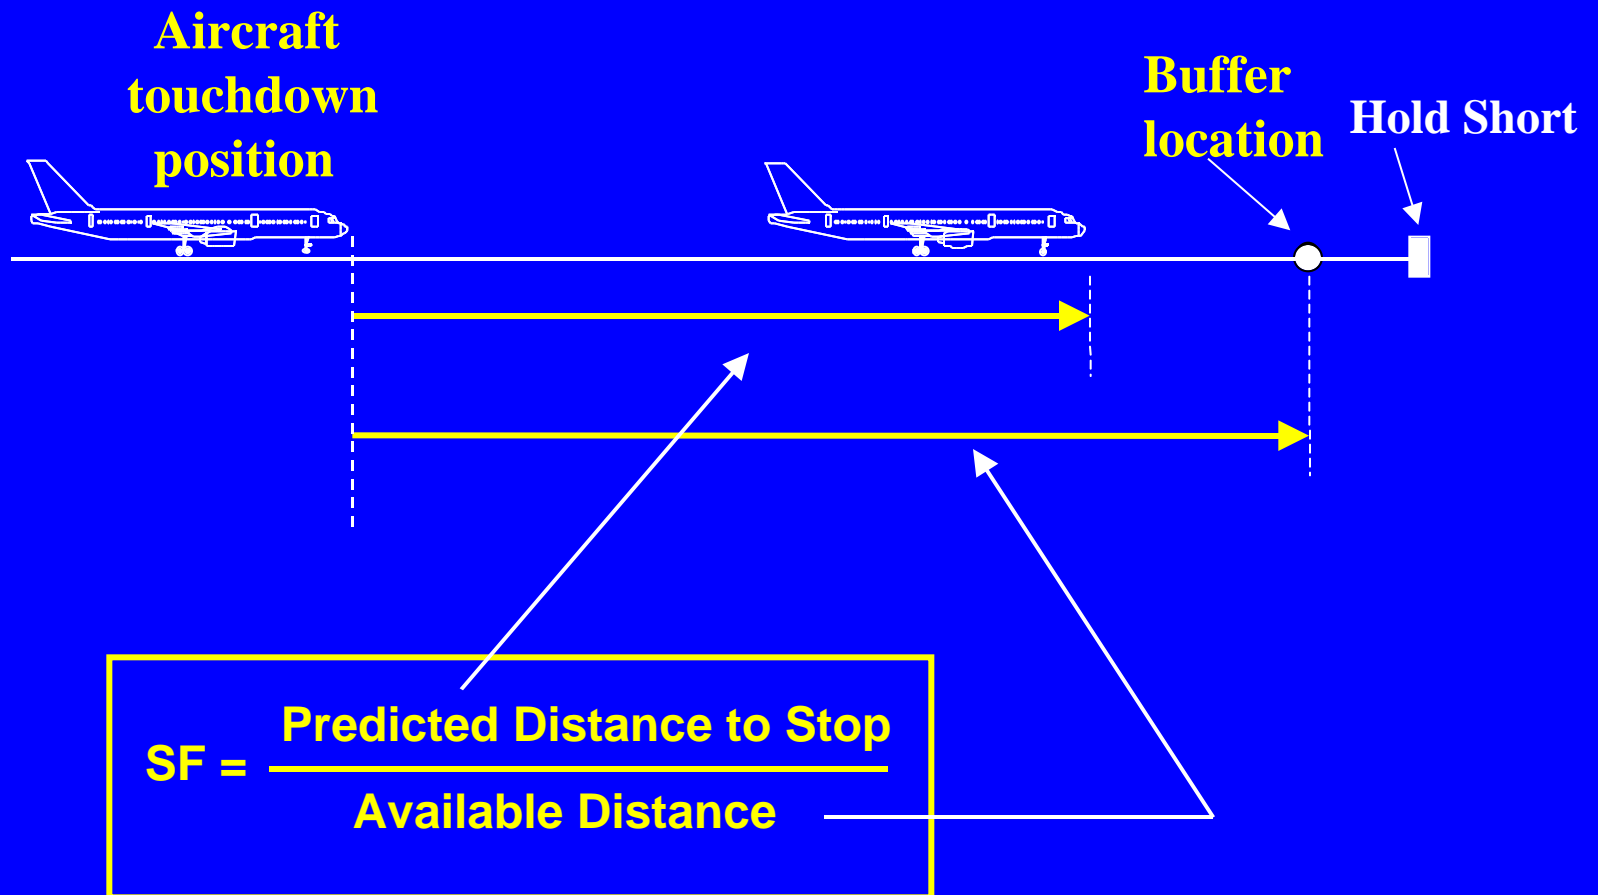 Aircraft
touchdown
position
Buffer
location
Hold Short
Predicted Distance to Stop
SF =
Available Distance